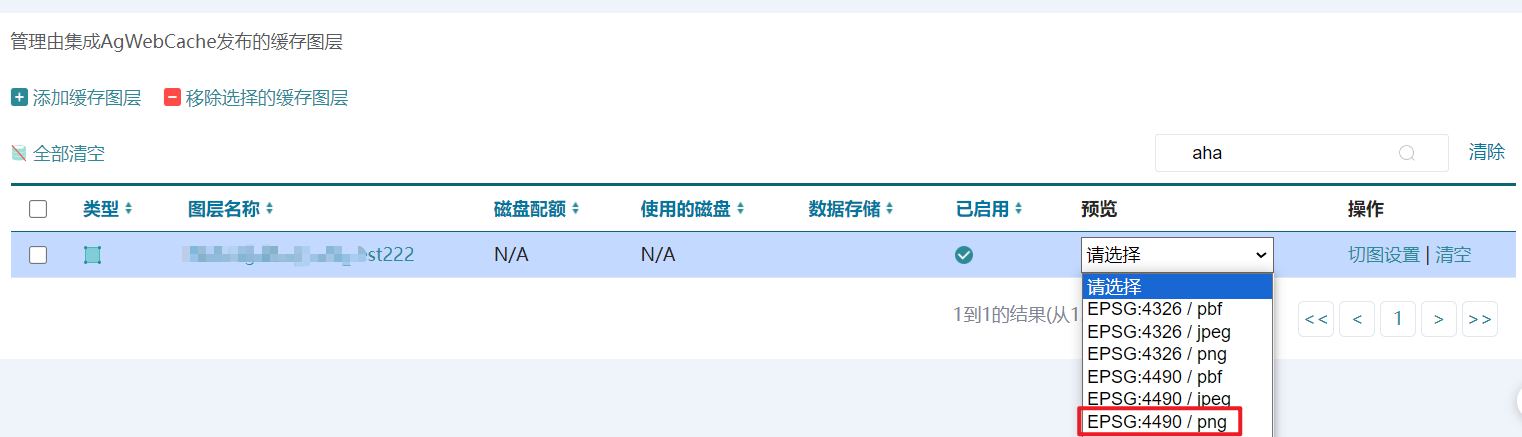 管理由集成AgWebCache发布的缓存图层
添加缓存图层 移除选择的缓存图层
全部清空 aha 清除
类型 图层名称 磁盘配额 使用的磁盘 数据存储 已启用 预览 操作
st222 N/A N/A 请选择 切图设置 | 清空
请选择
EPSG:4326 / pbf
1到1的结果(从1 << < 1 > >>
EPSG:4326 / jpeg
EPSG:4326 / png
EPSG:4490 / pbf
EPSG:4490 / jpeg
EPSG:4490 / png